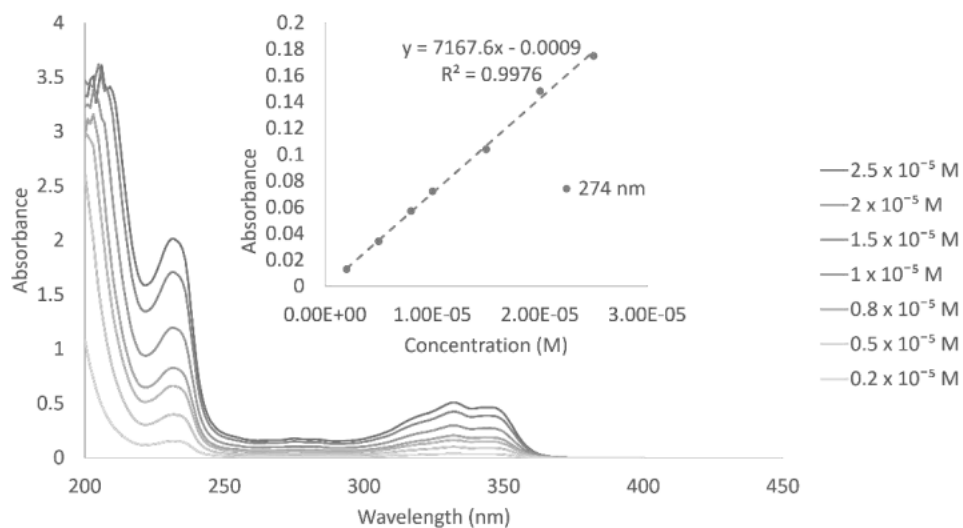 4
3.5
3
2.5
2
1.5
1
0.5
0
Absorbance
200
250
300
350
400
450
Wavelength (nm)
0.2
0.18
0.16
0.14
0.12
0.1
0.08
0.06
0.04
0.02
0
Absorbance
y = 7167.6x - 0.0009
R² = 0.9976
274 nm
0.00E+00
1.00E-05
2.00E-05
3.00E-05
Concentration (M)
2.5 x 10⁻⁵ M
2 x 10⁻⁵ M
1.5 x 10⁻⁵ M
1 x 10⁻⁵ M
0.8 x 10⁻⁵ M
0.5 x 10⁻⁵ M
0.2 x 10⁻⁵ M